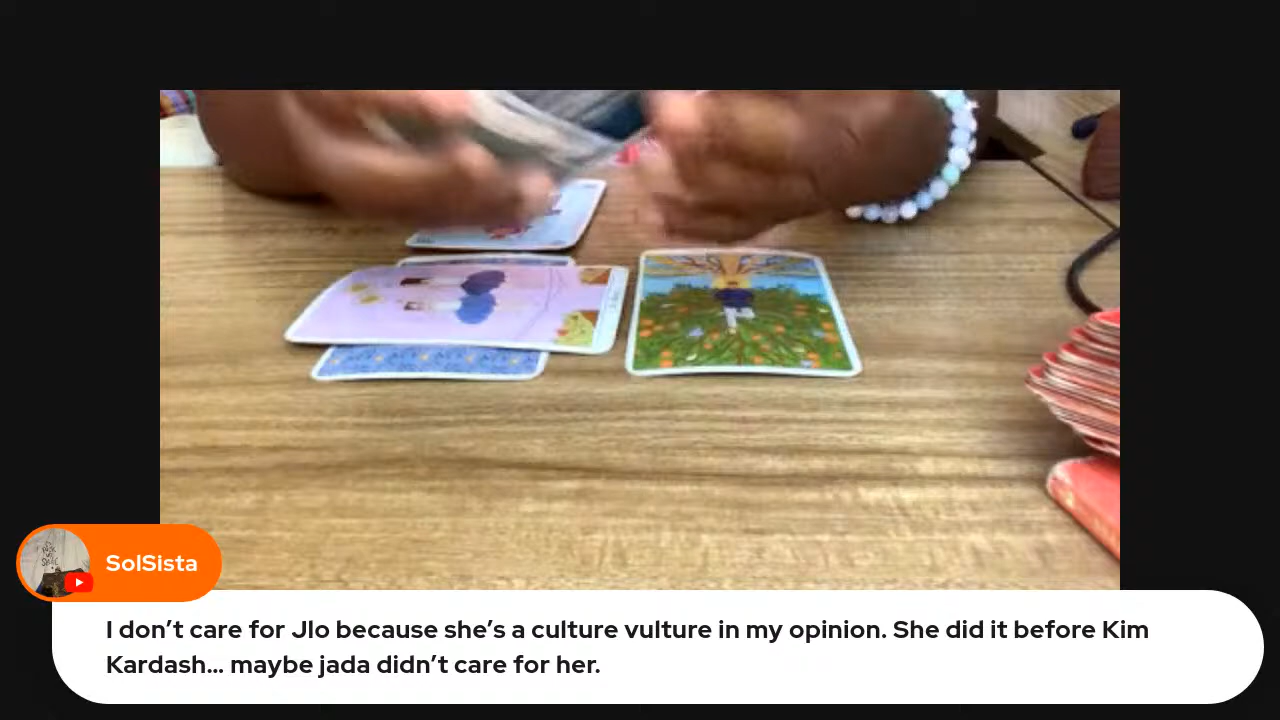 SolSista
I don’t care for Jlo because she’s a culture vulture in my opinion. She did it before Kim
Kardash... maybe jada didn’t care for her.